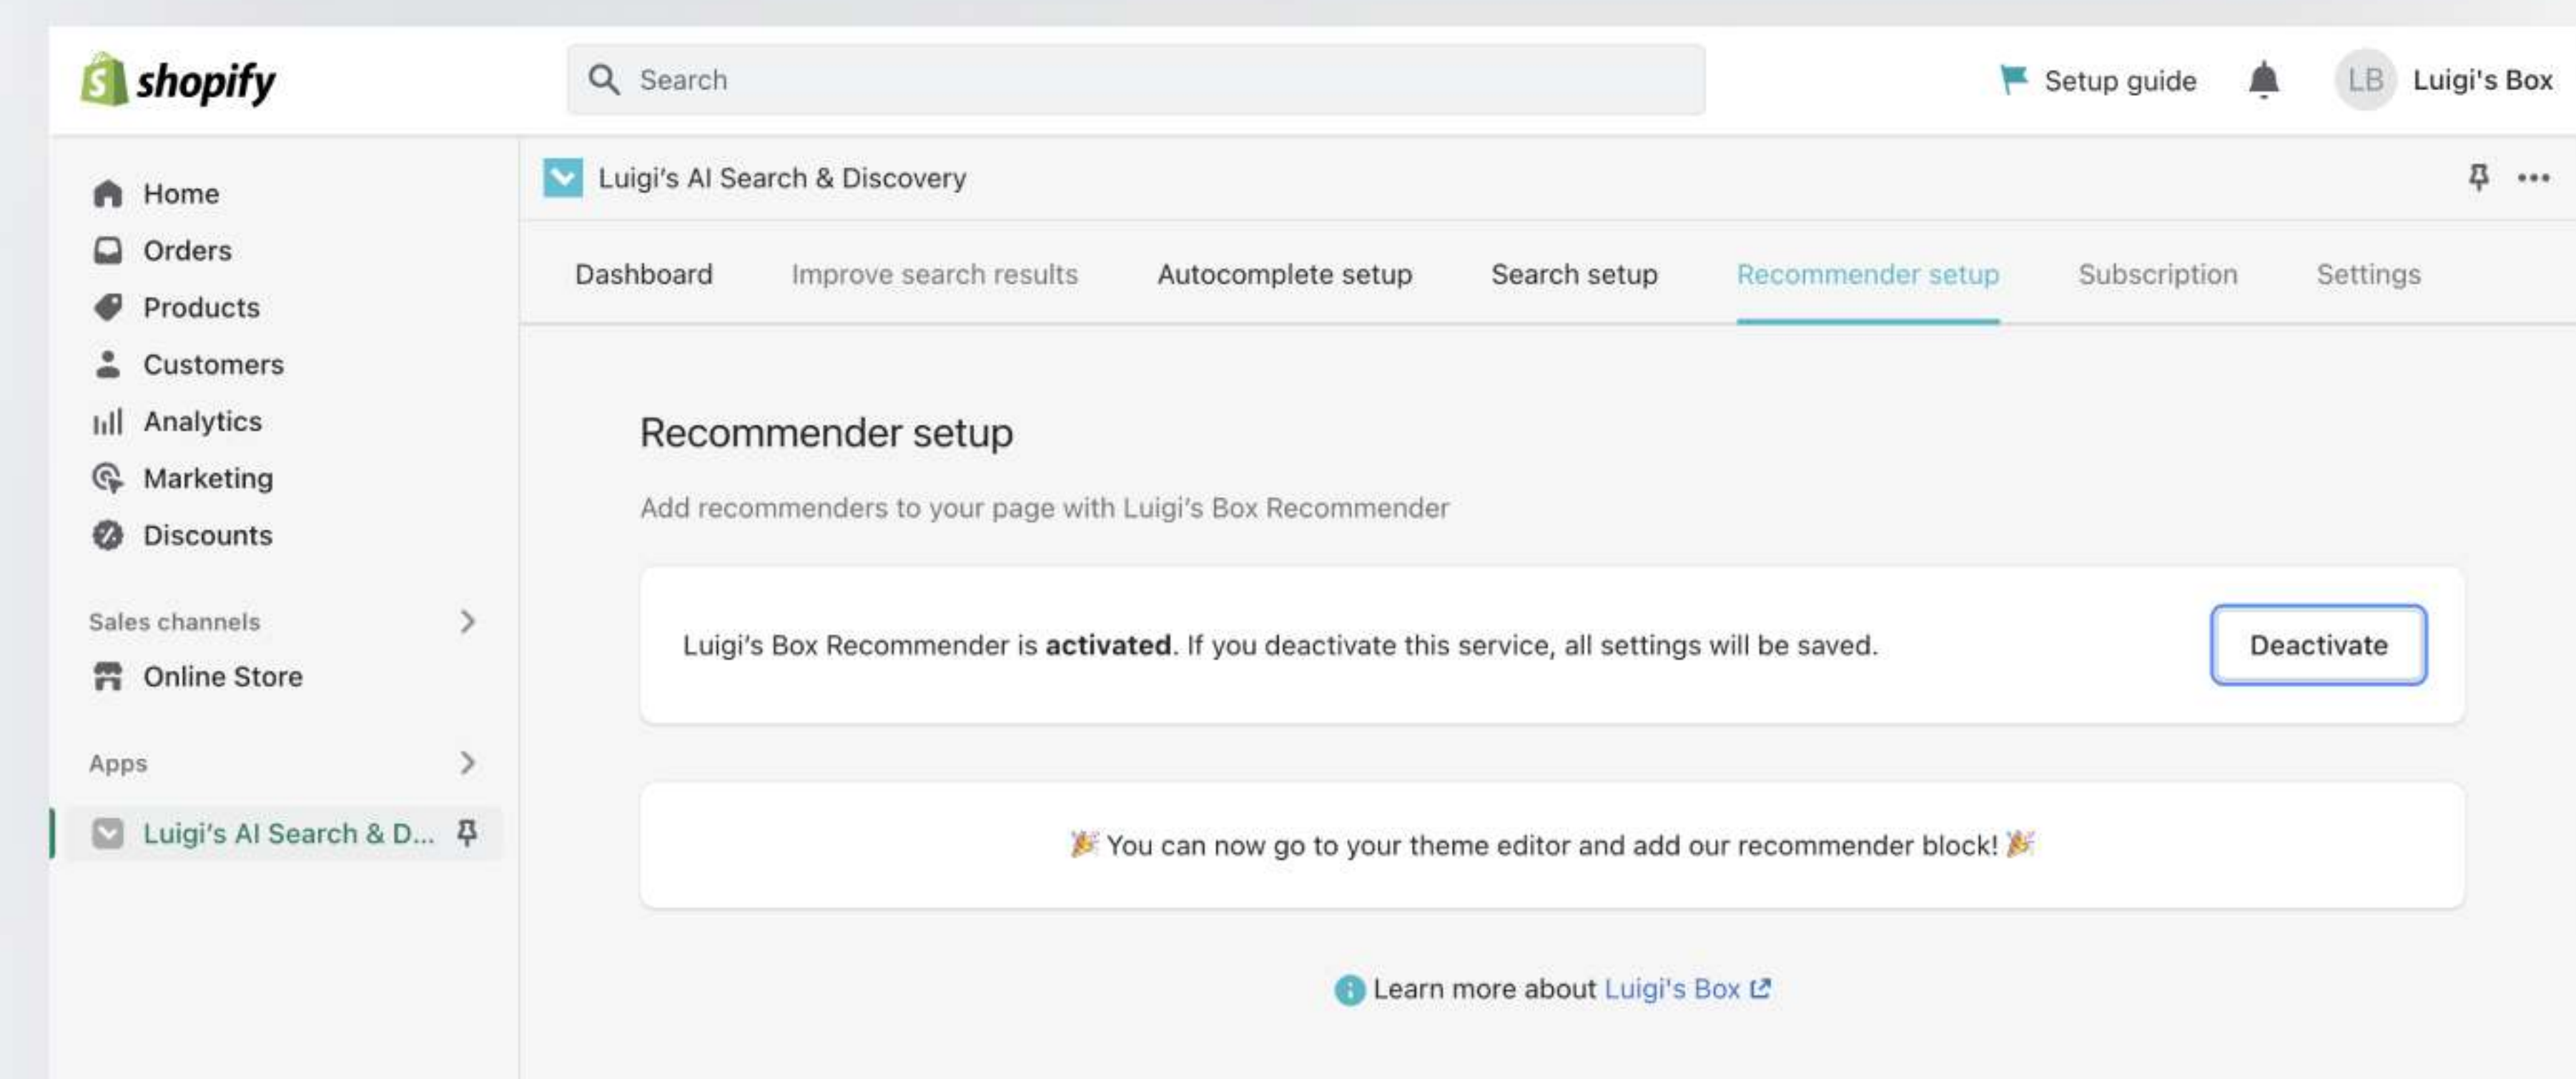 shopify
Search
Setup guide
LB
Luigi's Box
Home
Orders
Products
Customers
Analytics
Marketing
Discounts
Sales channels
Online Store
Apps
Luigi's AI Search & D...
Luigi's AI Search & Discovery
Dashboard
Improve search results
Autocomplete setup
Search setup
Recommender setup
Subscription
Settings
Recommender setup
Add recommenders to your page with Luigi's Box Recommender
Luigi's Box Recommender is activated. If you deactivate this service, all settings will be saved.
Deactivate
🎉 You can now go to your theme editor and add our recommender block! 🎉
Learn more about Luigi's Box